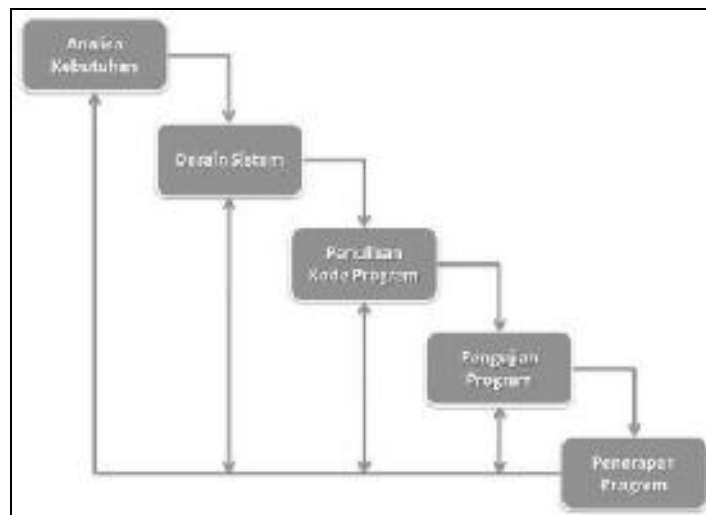 Analisa
Kebutuhan
Desain Sistem
Penulisan
Kode Program
Pengujian
Program
Penerapan
Program